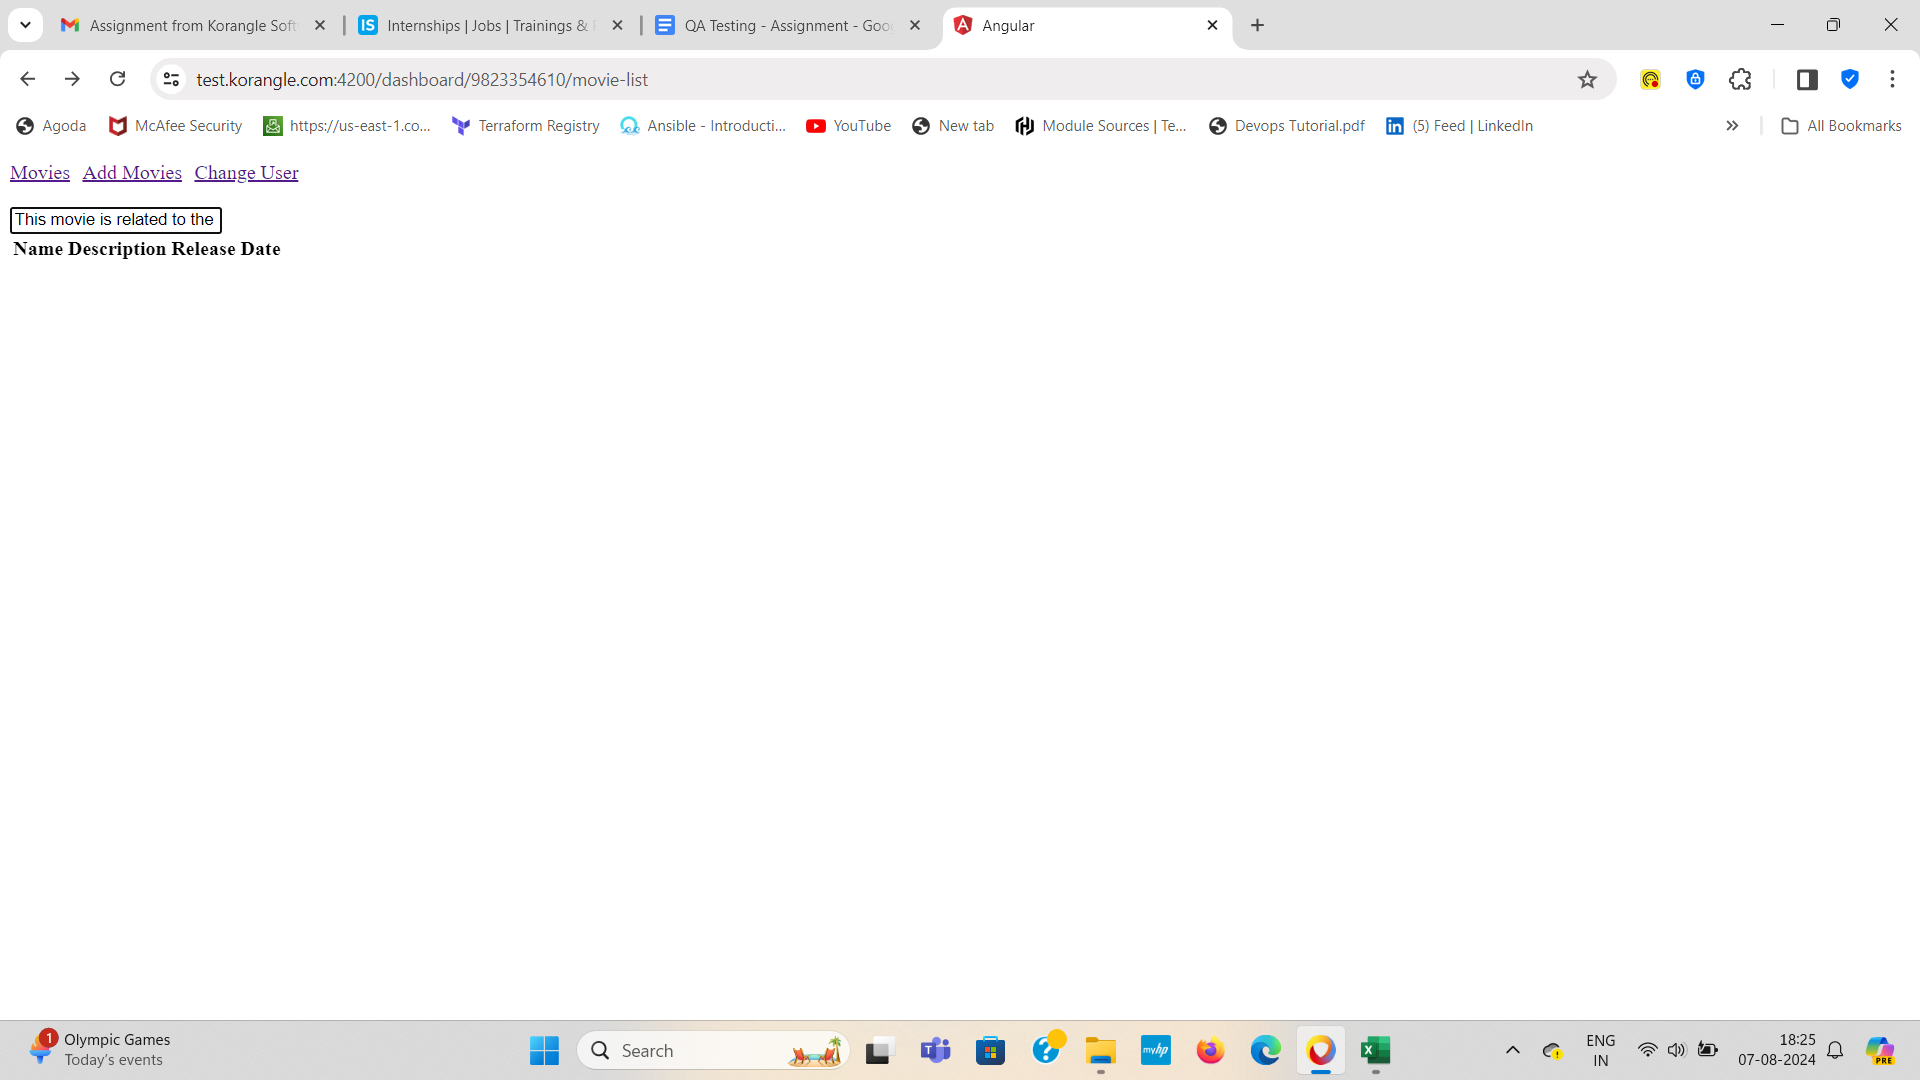 Assignment from Korangle Soft
Internships | Jobs | Trainings &
QA Testing - Assignment - Goo
Angular
test.korangle.com:4200/dashboard/9823354610/movie-list
Agoda
McAfee Security
https://us-east-1.co...
Terraform Registry
Ansible - Introducti...
YouTube
New tab
Module Sources | Te...
Devops Tutorial.pdf
(5) Feed | LinkedIn
All Bookmarks
Movies Add Movies Change User
This movie is related to the
Name Description Release Date
1
Olympic Games
Today's events
Search
myhp
ENG
IN
18:25
07-08-2024
PRE